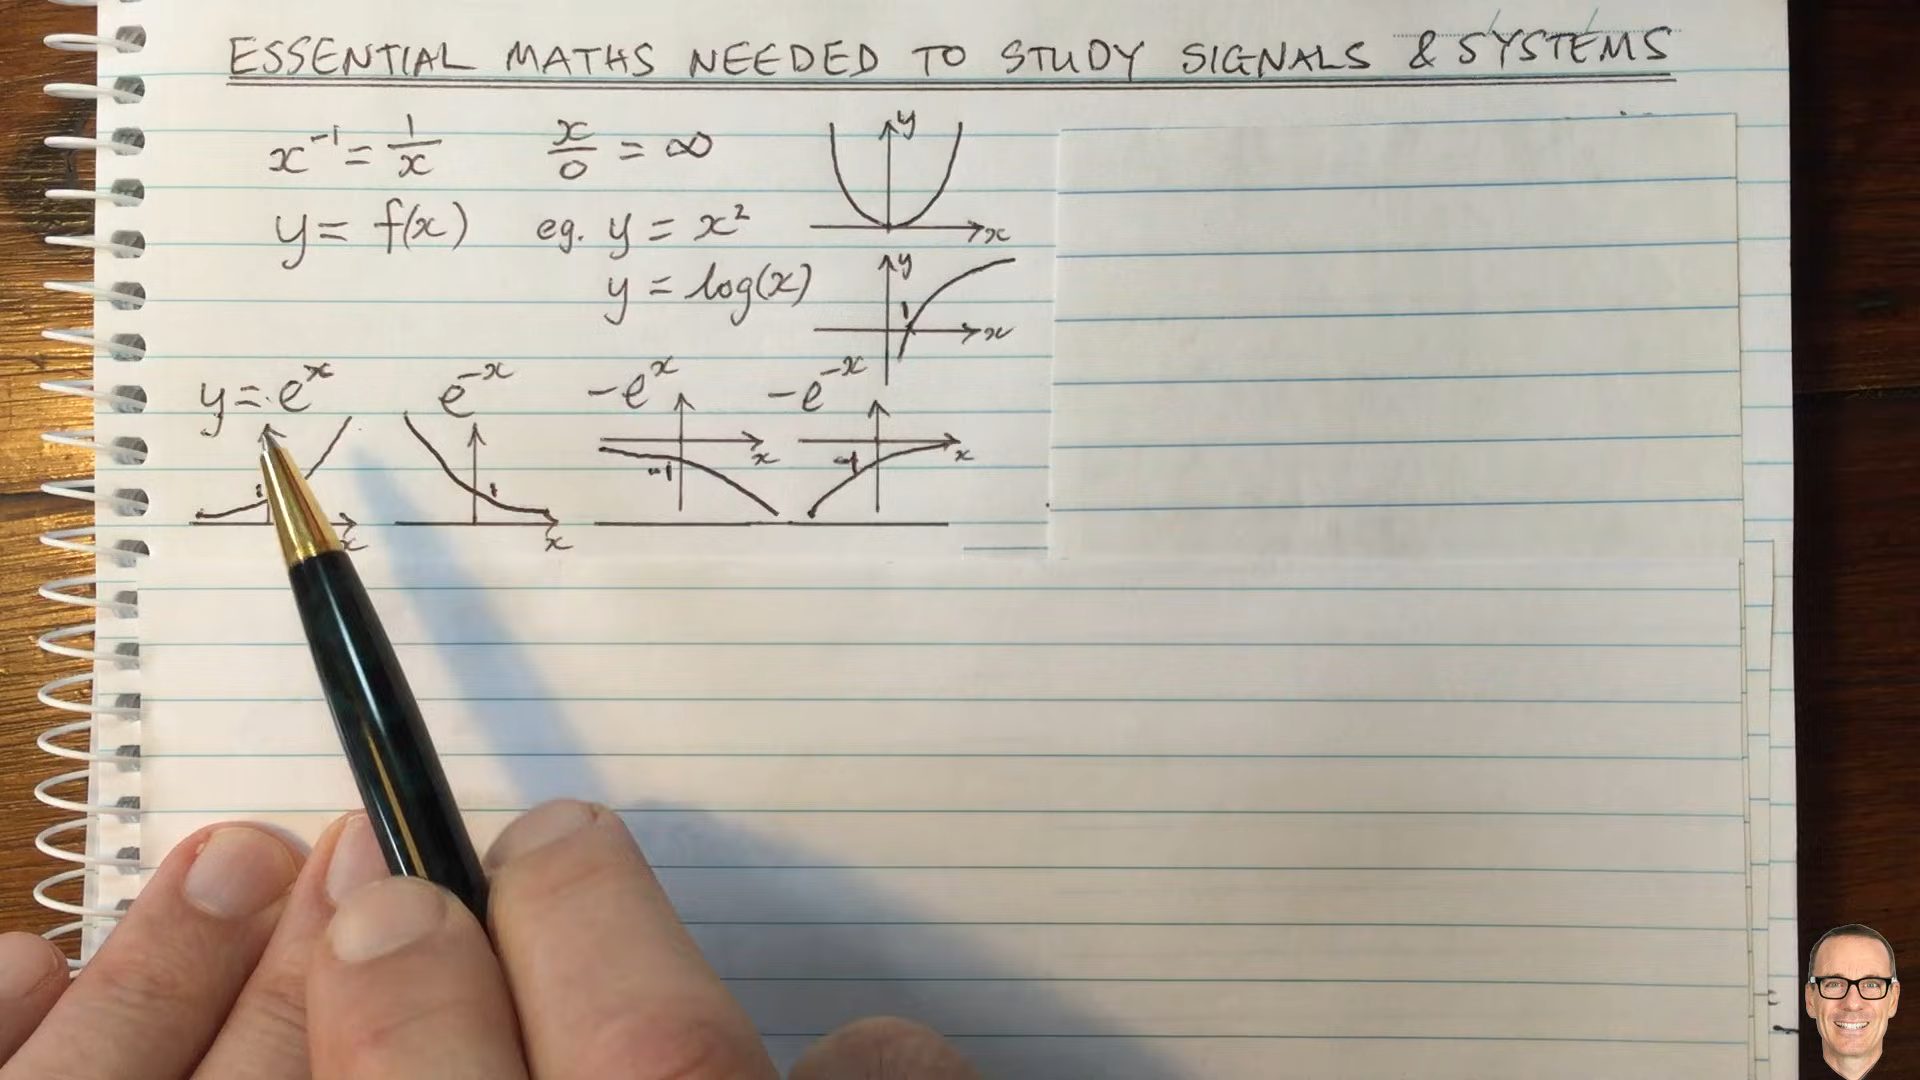 ESSENTIAL MATHS NEEDED TO STUDY SIGNALS & SYSTEMS
x⁻¹ = 1/x x/0 = ∞ y x
y = f(x) eg. y = x²
y = log(x) y 1 x
y = eˣ e⁻ˣ -eˣ -e⁻ˣ
1 x 1 x -1 x -1 x